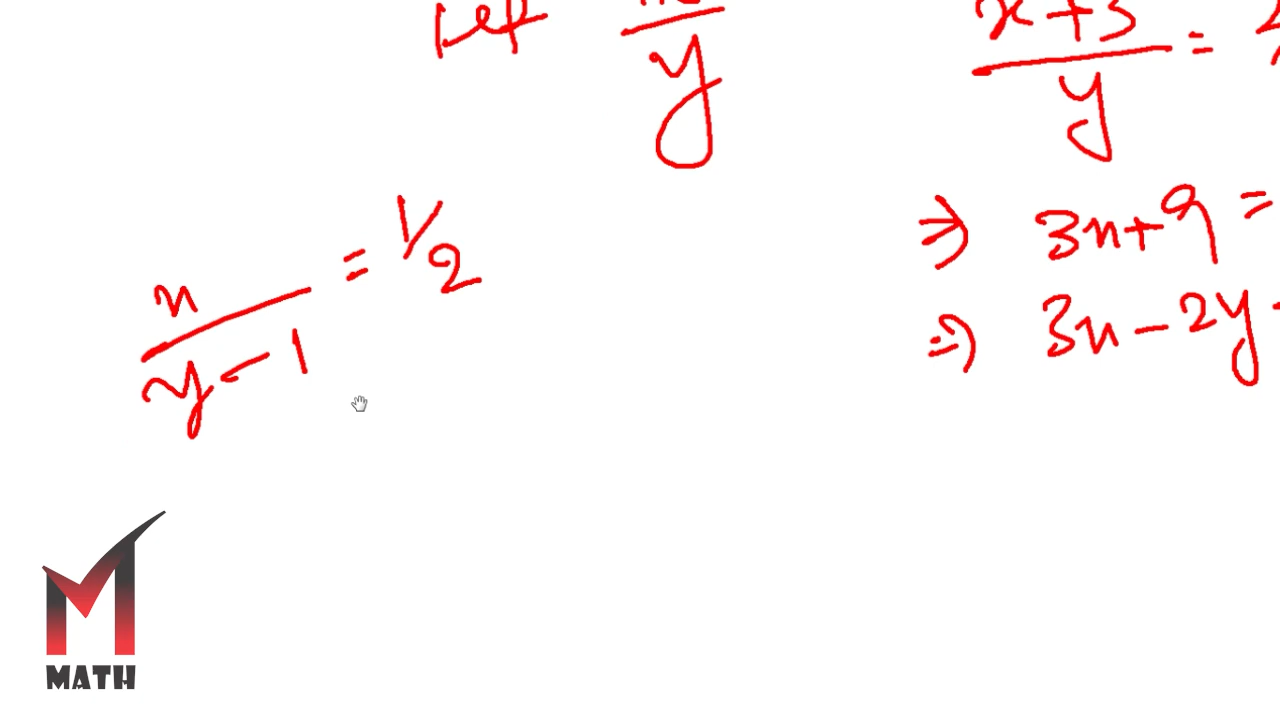 Let x/y
x+3/y =
⇒ 3x+9 =
x/y-1 = 1/2
⇒ 3x-2y
MATH